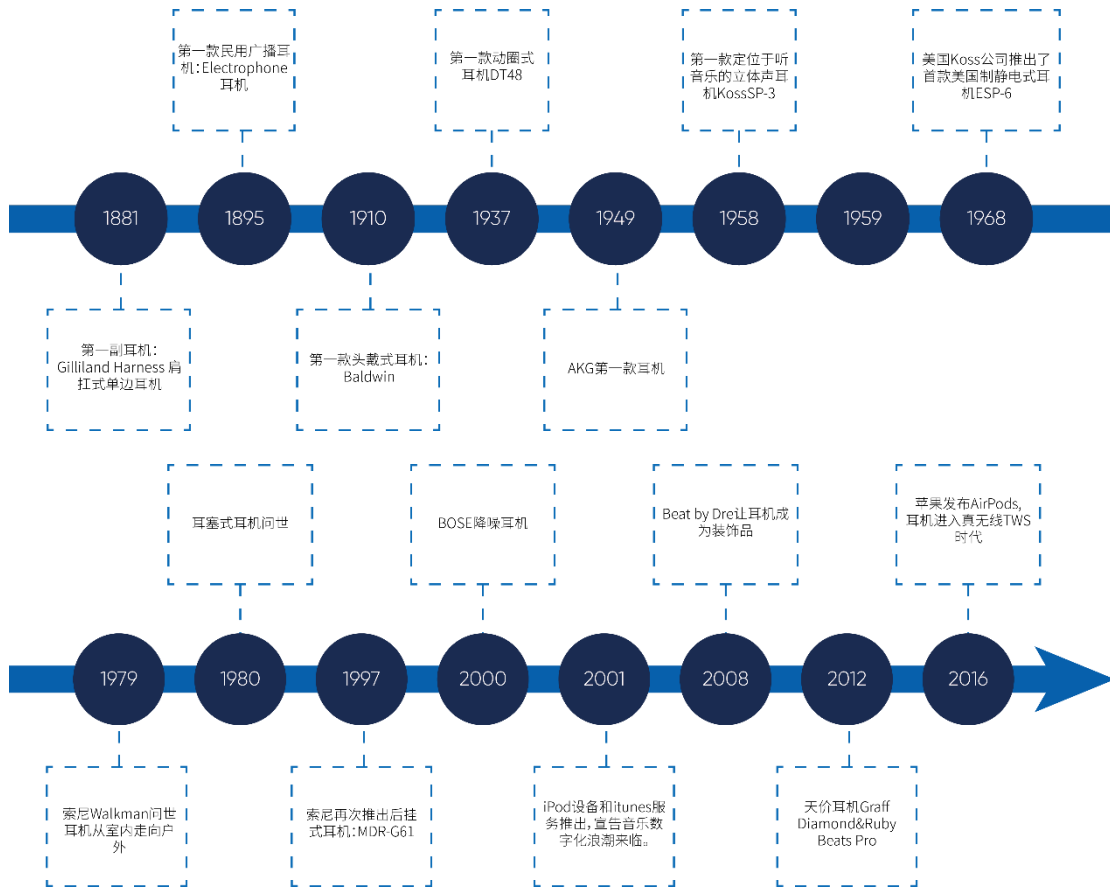 第一款民用广播耳
机：Electrophone
耳机
第一款动圈式
耳机DT48
第一款定位于听
音乐的立体声耳
机KossSP-3
美国Koss公司推出了
首款美国制静电式耳
机ESP-6
1881
1895
1910
1937
1949
1958
1959
1968
第一副耳机：
Gilliland Harness 肩
扛式单边耳机
第一款头戴式耳机：
Baldwin
AKG第一款耳机
耳塞式耳机问世
BOSE降噪耳机
Beat by Dre让耳机成
为装饰品
苹果发布AirPods,
耳机进入真无线TWS
时代
1979
1980
1997
2000
2001
2008
2012
2016
索尼Walkman问世
耳机从室内走向户
外
索尼再次推出后挂
式耳机：MDR-G61
iPod设备和itunes服
务推出，宣告音乐数
字化浪潮来临。
天价耳机Graff
Diamond&Ruby
Beats Pro